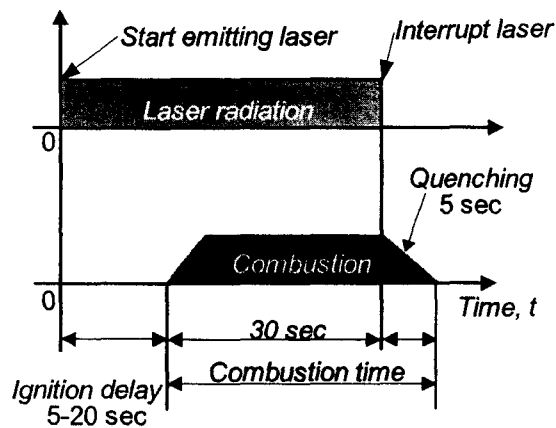 Start emitting laser
Interrupt laser
Laser radiation
0
Quenching
5 sec
Combustion
0
Time, t
30 sec
Ignition delay
5-20 sec
Combustion time